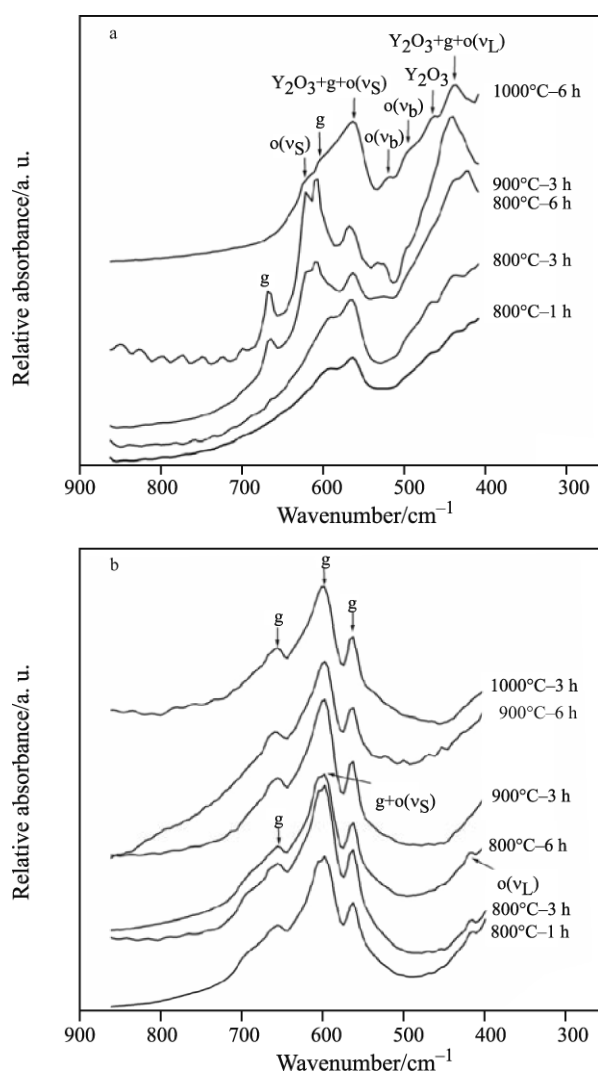 a
Y₂O₃+g+o(νL)
Y₂O₃+g+o(νS)
Y₂O₃
1000°C–6 h
o(νb)
o(νS)
g
o(νb)
900°C–3 h
800°C–6 h
g
800°C–3 h
800°C–1 h
Relative absorbance/a. u.
900 800 700 600 500 400 300
Wavenumber/cm⁻¹
b
g
g
g
1000°C–3 h
900°C–6 h
g+o(νS)
900°C–3 h
g
800°C–6 h
o(νL)
800°C–3 h
800°C–1 h
Relative absorbance/a. u.
900 800 700 600 500 400 300
Wavenumber/cm⁻¹